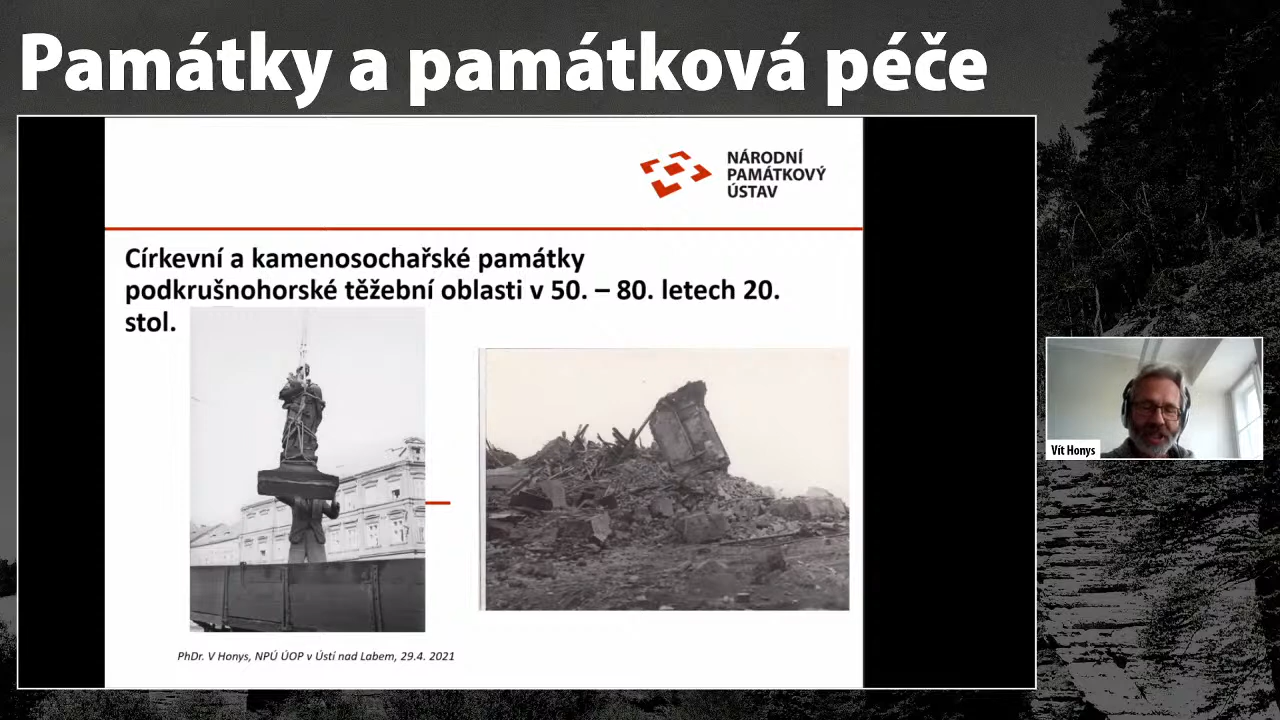 Památky a památková péče
NÁRODNÍ
PAMÁTKOVÝ
ÚSTAV
Církevní a kamenosochařské památky
podkrušnohorské těžební oblasti v 50. – 80. letech 20.
stol.
Vít Honys
PhDr. V Honys, NPÚ ÚOP v Ústí nad Labem, 29.4. 2021